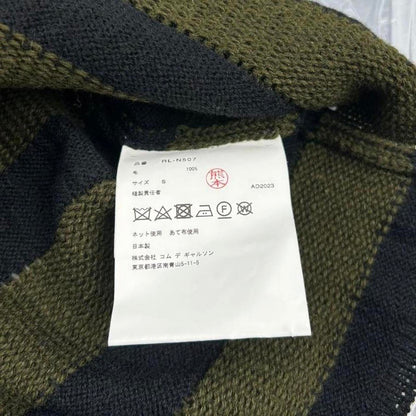 品番 RL-N507
毛 100%
サイズ S
縫製責任者 熊本 AD2023
ネット使用 あて布使用
日本製
株式会社 コム デ ギャルソン
東京都港区南青山5-11-5